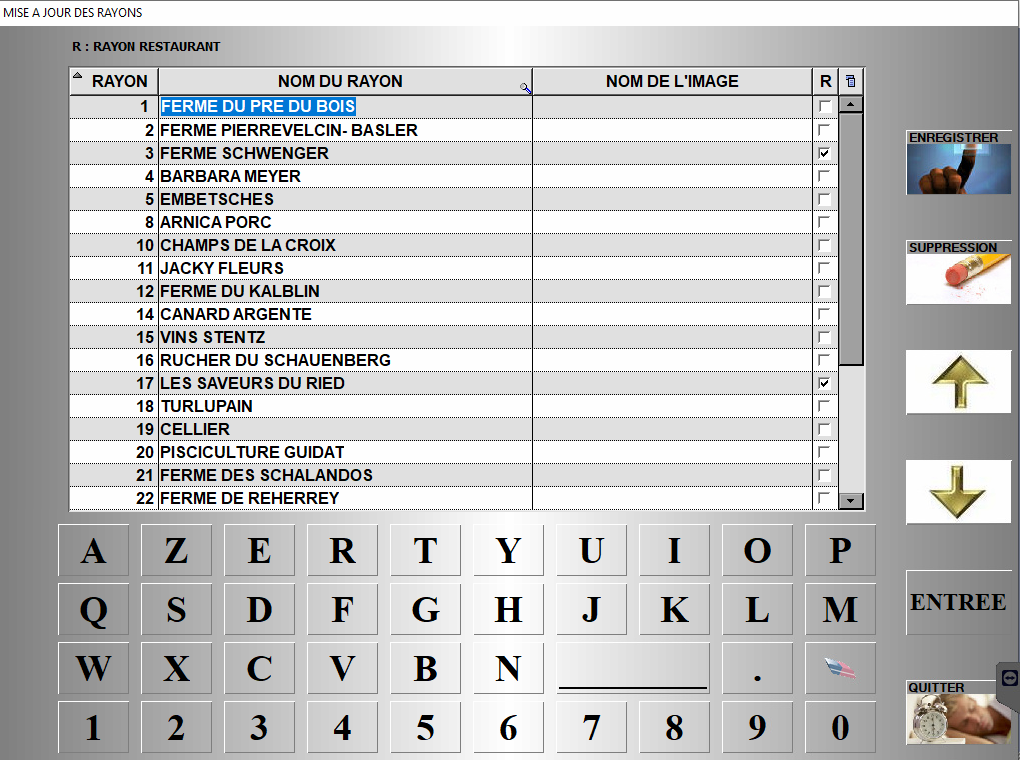 MISE A JOUR DES RAYONS
R : RAYON RESTAURANT
RAYON NOM DU RAYON NOM DE L'IMAGE R
1 FERME DU PRE DU BOIS
2 FERME PIERREVELCIN- BASLER
3 FERME SCHWENGER
4 BARBARA MEYER
5 EMBETSCHES
8 ARNICA PORC
10 CHAMPS DE LA CROIX
11 JACKY FLEURS
12 FERME DU KALBLIN
14 CANARD ARGENTE
15 VINS STENTZ
16 RUCHER DU SCHAUENBERG
17 LES SAVEURS DU RIED
18 TURLUPAIN
19 CELLIER
20 PISCICULTURE GUIDAT
21 FERME DES SCHALANDOS
22 FERME DE REHERREY
ENREGISTRER
SUPPRESSION
ENTREE
QUITTER
A Z E R T Y U I O P
Q S D F G H J K L M
W X C V B N .
1 2 3 4 5 6 7 8 9 0